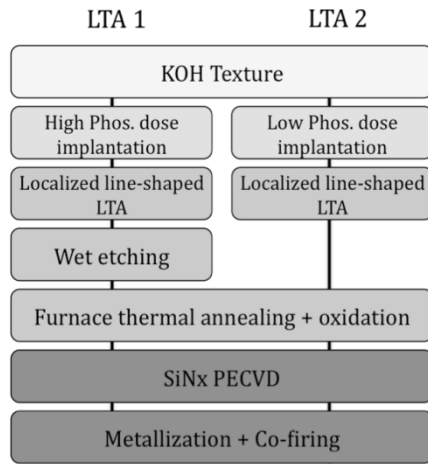 LTA 1
LTA 2
KOH Texture
High Phos. dose
implantation
Low Phos. dose
implantation
Localized line-shaped
LTA
Localized line-shaped
LTA
Wet etching
Furnace thermal annealing + oxidation
SiNx PECVD
Metallization + Co-firing